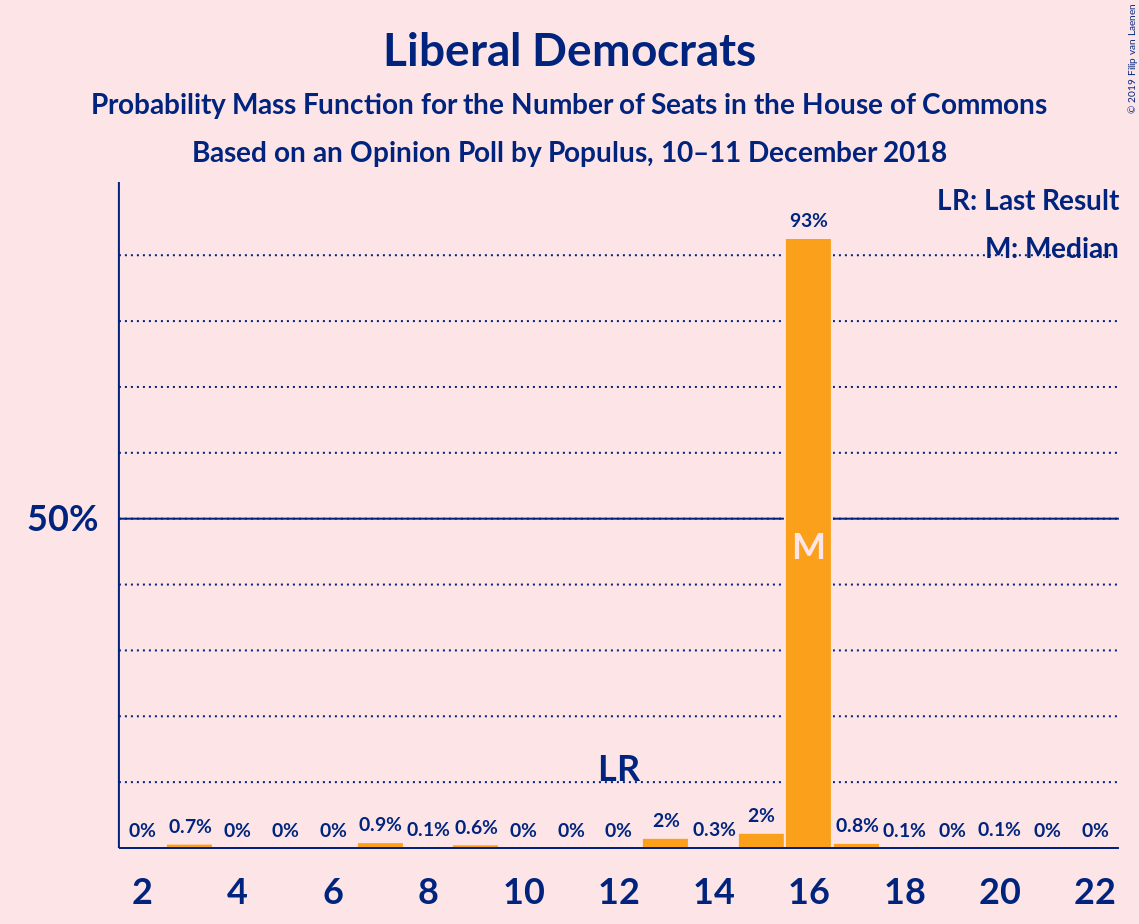 Liberal Democrats
Probability Mass Function for the Number of Seats in the House of Commons
Based on an Opinion Poll by Populus, 10–11 December 2018
© 2019 Filip van Laenen
LR: Last Result
M: Median
93%
50%
M
LR
0% 0.7% 0% 0% 0% 0.9% 0.1% 0.6% 0% 0% 0% 2% 0.3% 2% 0.8% 0.1% 0% 0.1% 0% 0%
2 4 6 8 10 12 14 16 18 20 22